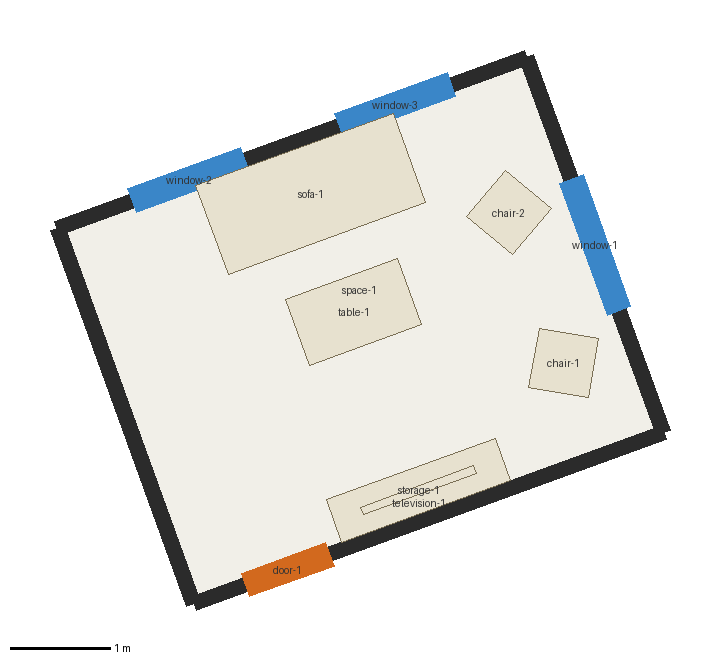 window-3
window-2
sofa-1
chair-2
window-1
space-1
table-1
chair-1
storage-1
television-1
door-1
1 m